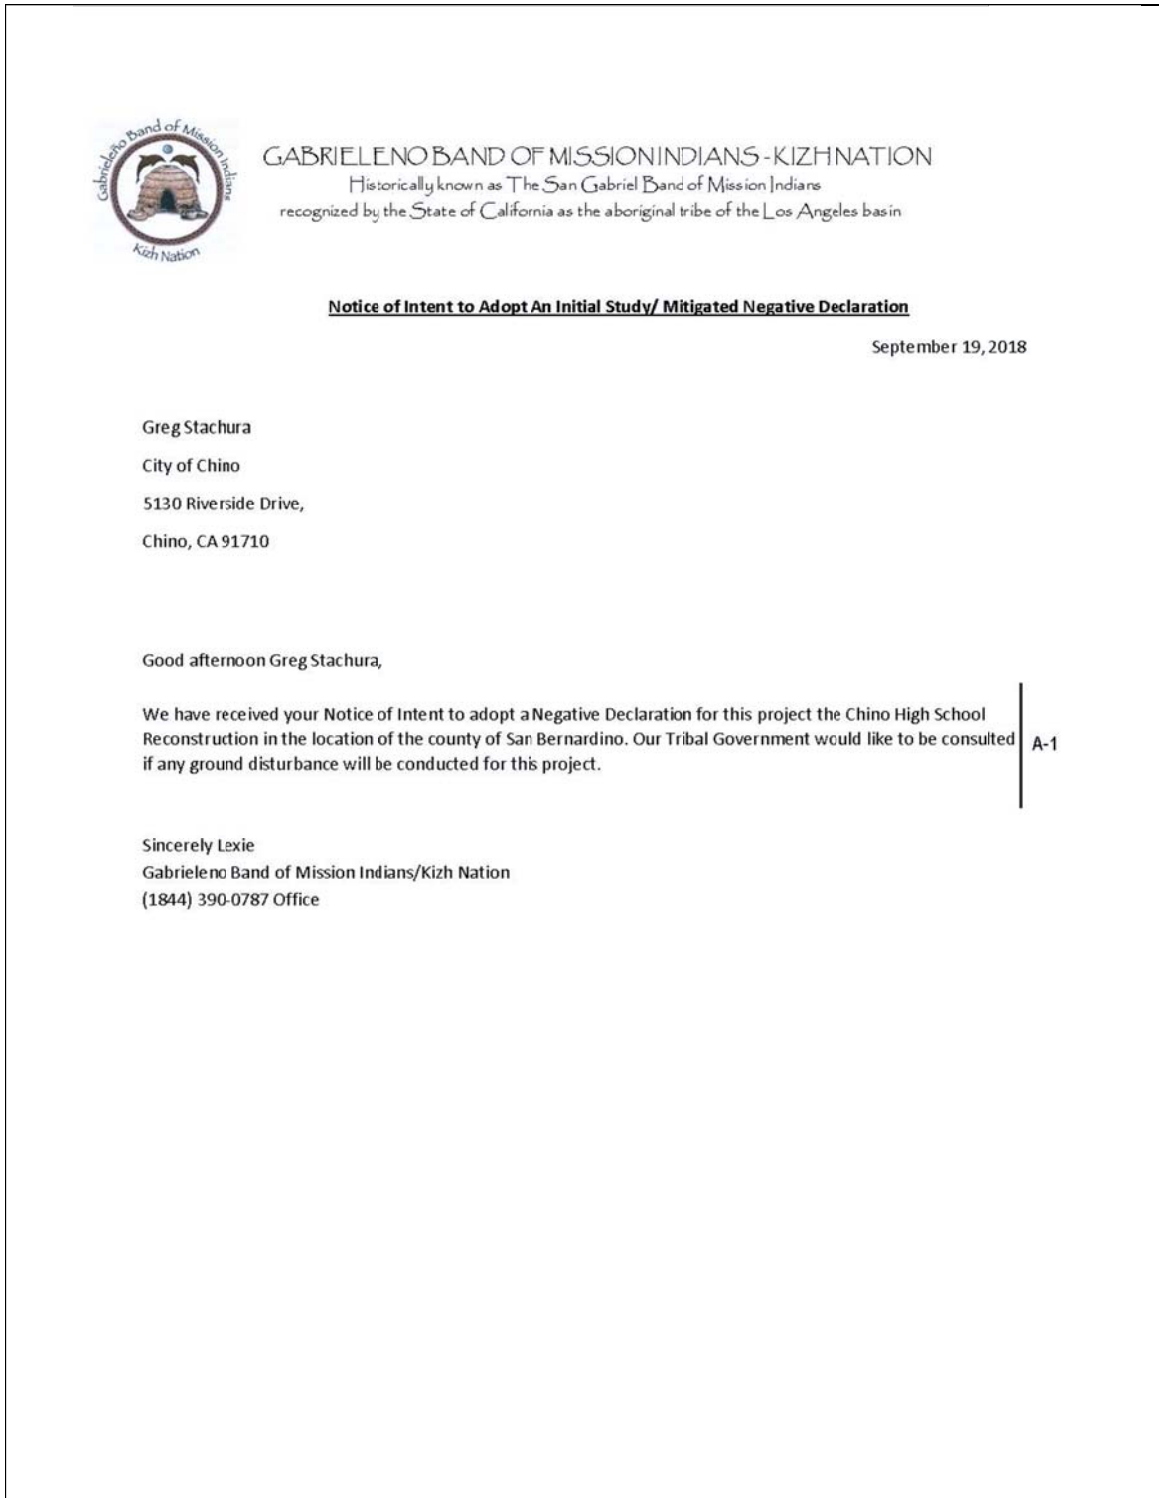 Gabrieleño Band of Mission Indians
Kizh Nation
GABRIELENO BAND OF MISSION INDIANS - KIZH NATION
Historically known as The San Gabriel Band of Mission Indians
recognized by the State of California as the aboriginal tribe of the Los Angeles basin
Notice of Intent to Adopt An Initial Study/ Mitigated Negative Declaration
September 19, 2018
Greg Stachura
City of Chino
5130 Riverside Drive,
Chino, CA 91710
Good afternoon Greg Stachura,
We have received your Notice of Intent to adopt a Negative Declaration for this project the Chino High School
Reconstruction in the location of the county of San Bernardino. Our Tribal Government would like to be consulted
if any ground disturbance will be conducted for this project.
A-1
Sincerely Lexie
Gabrieleno Band of Mission Indians/Kizh Nation
(1844) 390-0787 Office